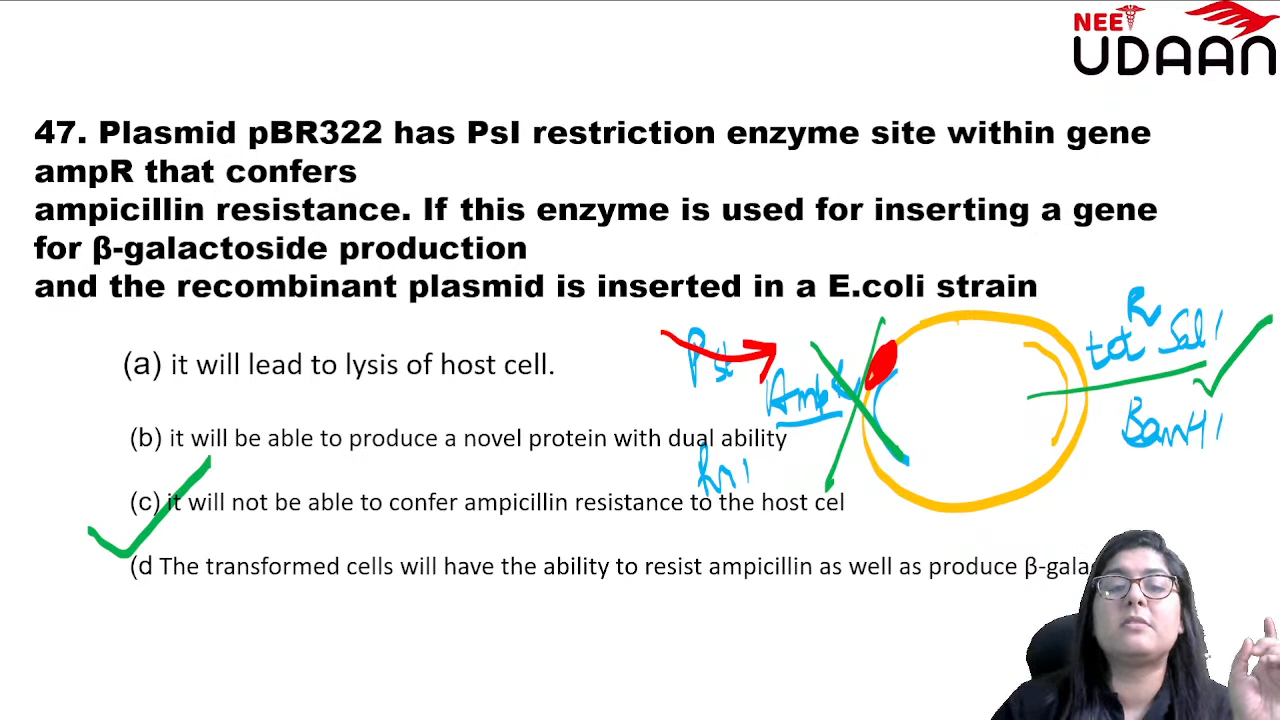 NEET
UDAAN
47. Plasmid pBR322 has PsI restriction enzyme site within gene
ampR that confers
ampicillin resistance. If this enzyme is used for inserting a gene
for β-galactoside production
and the recombinant plasmid is inserted in a E.coli strain
R
tet Sal1
Pst
(a) it will lead to lysis of host cell.
Amp
BamH1
(b) it will be able to produce a novel protein with dual ability
(c) it will not be able to confer ampicillin resistance to the host cel
(d The transformed cells will have the ability to resist ampicillin as well as produce